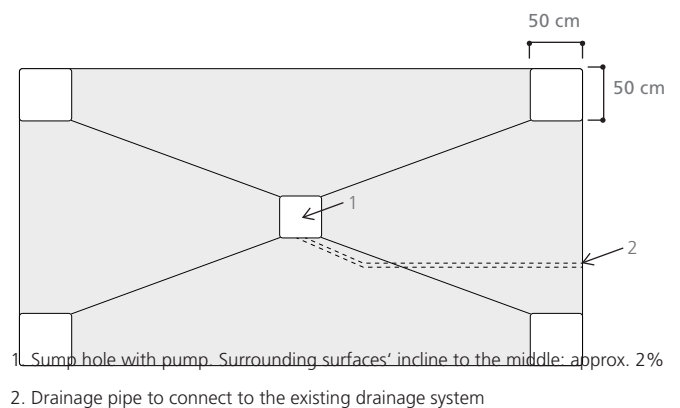 50 cm
50 cm
1
2
1. Sump hole with pump. Surrounding surfaces‘ incline to the middle: approx. 2%
2. Drainage pipe to connect to the existing drainage system